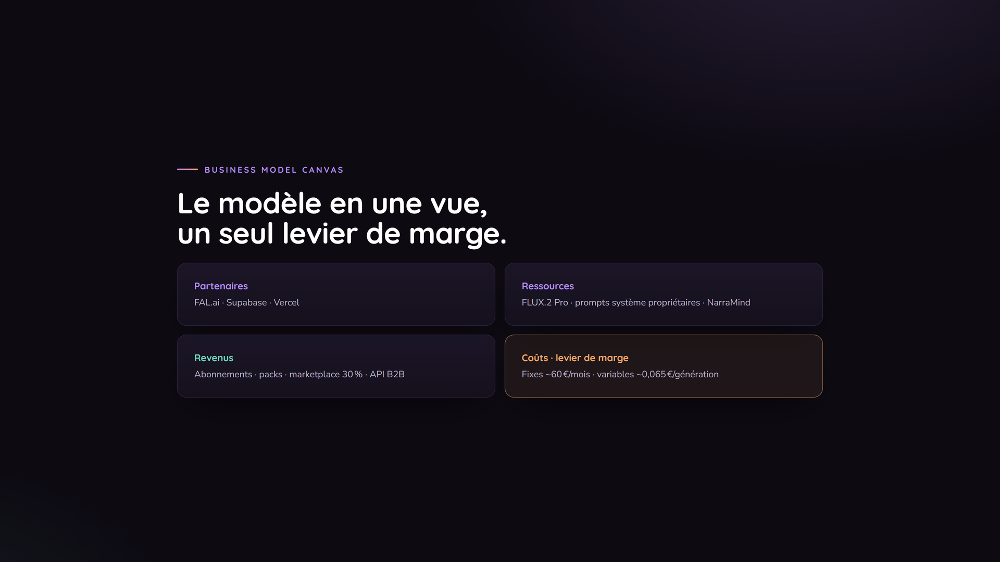 BUSINESS MODEL CANVAS
Le modèle en une vue,
un seul levier de marge.
Partenaires
FAL.ai · Supabase · Vercel
Ressources
FLUX.2 Pro · prompts système propriétaires · NarraMind
Revenus
Abonnements · packs · marketplace 30 % · API B2B
Coûts · levier de marge
Fixes ~60 €/mois · variables ~0,065 €/génération